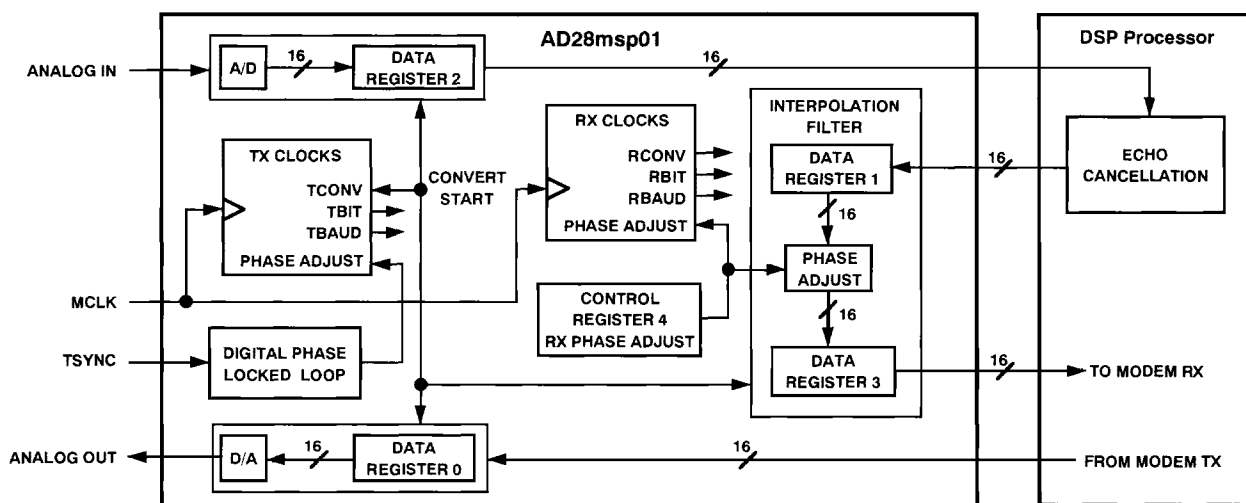 AD28msp01
DSP Processor
ANALOG IN
A/D
16
DATA
REGISTER 2
16
TX CLOCKS
TCONV
TBIT
TBAUD
PHASE ADJUST
CONVERT
START
RX CLOCKS
RCONV
RBIT
RBAUD
PHASE ADJUST
INTERPOLATION
FILTER
DATA
REGISTER 1
16
16
ECHO
CANCELLATION
PHASE
ADJUST
16
MCLK
CONTROL
REGISTER 4
RX PHASE ADJUST
TSYNC
DIGITAL PHASE
LOCKED LOOP
DATA
REGISTER 3
16
TO MODEM RX
ANALOG OUT
D/A
16
DATA
REGISTER 0
16
FROM MODEM TX